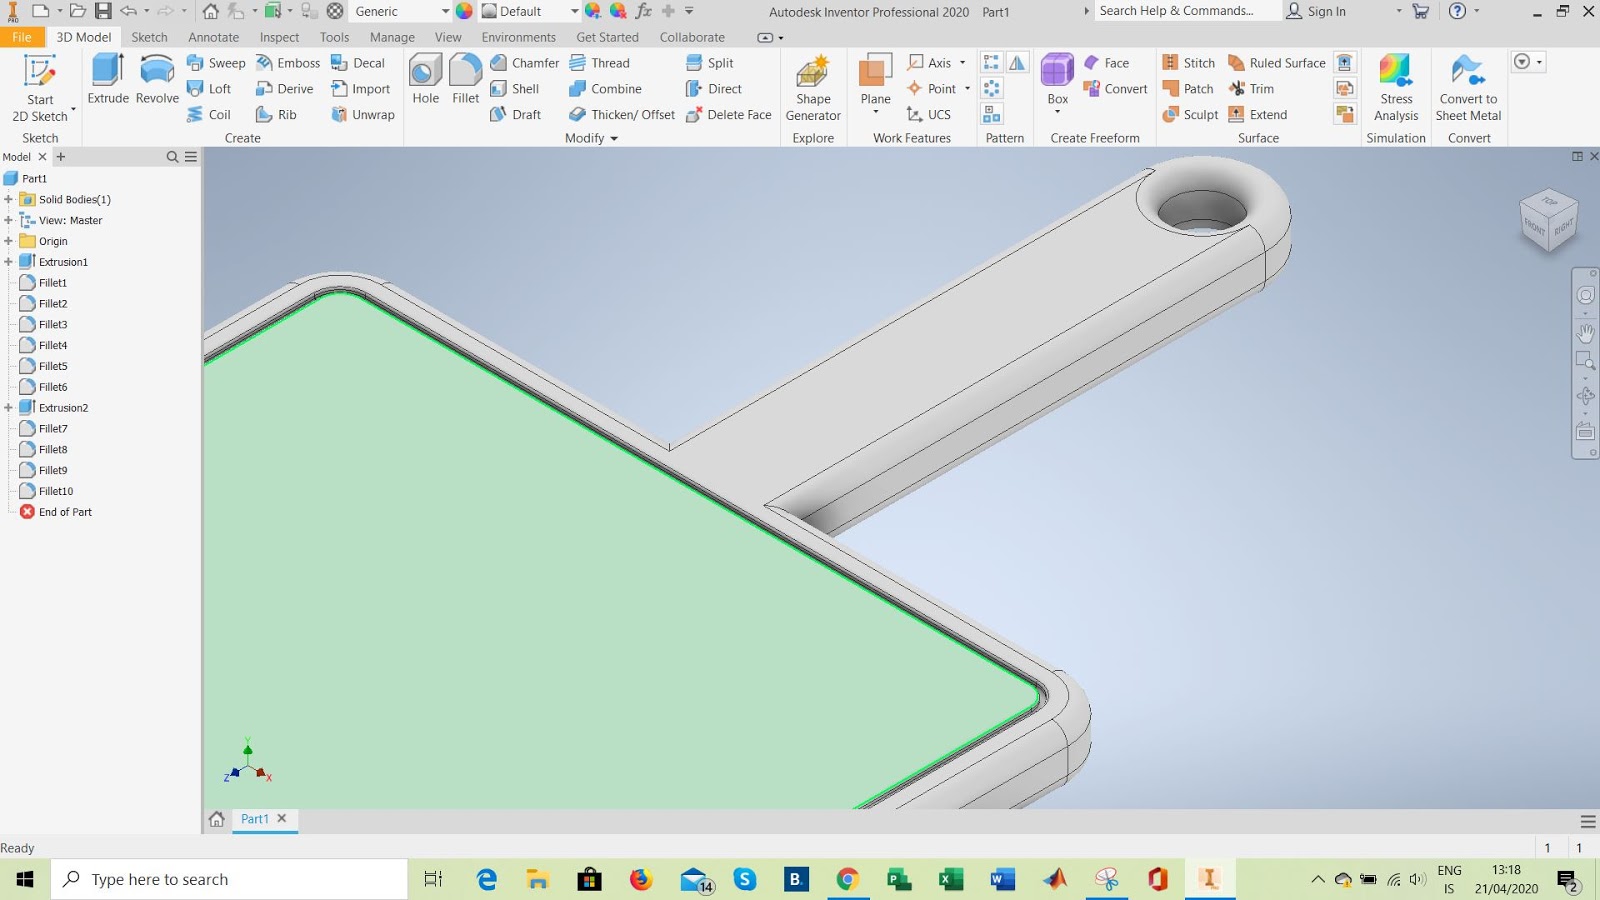 Generic
Default
fx
Autodesk Inventor Professional 2020 Part1
Search Help & Commands...
Sign In
File 3D Model Sketch Annotate Inspect Tools Manage View Environments Get Started Collaborate
Start
2D Sketch
Sketch
Extrude
Revolve
Sweep
Loft
Coil
Emboss
Derive
Rib
Decal
Import
Unwrap
Create
Hole
Fillet
Chamfer
Shell
Draft
Thread
Combine
Thicken/ Offset
Split
Direct
Delete Face
Modify
Shape
Generator
Explore
Plane
Axis
Point
UCS
Work Features
Pattern
Box
Face
Convert
Create Freeform
Stitch
Patch
Sculpt
Ruled Surface
Trim
Extend
Surface
Stress
Analysis
Simulation
Convert to
Sheet Metal
Convert
Model
Part1
Solid Bodies(1)
View: Master
Origin
Extrusion1
Fillet1
Fillet2
Fillet3
Fillet4
Fillet5
Fillet6
Extrusion2
Fillet7
Fillet8
Fillet9
Fillet10
End of Part
TOP
FRONT
RIGHT
Y
Z
X
Part1
Ready
1 1
Type here to search
14
B.
ENG
IS
13:18
21/04/2020
2